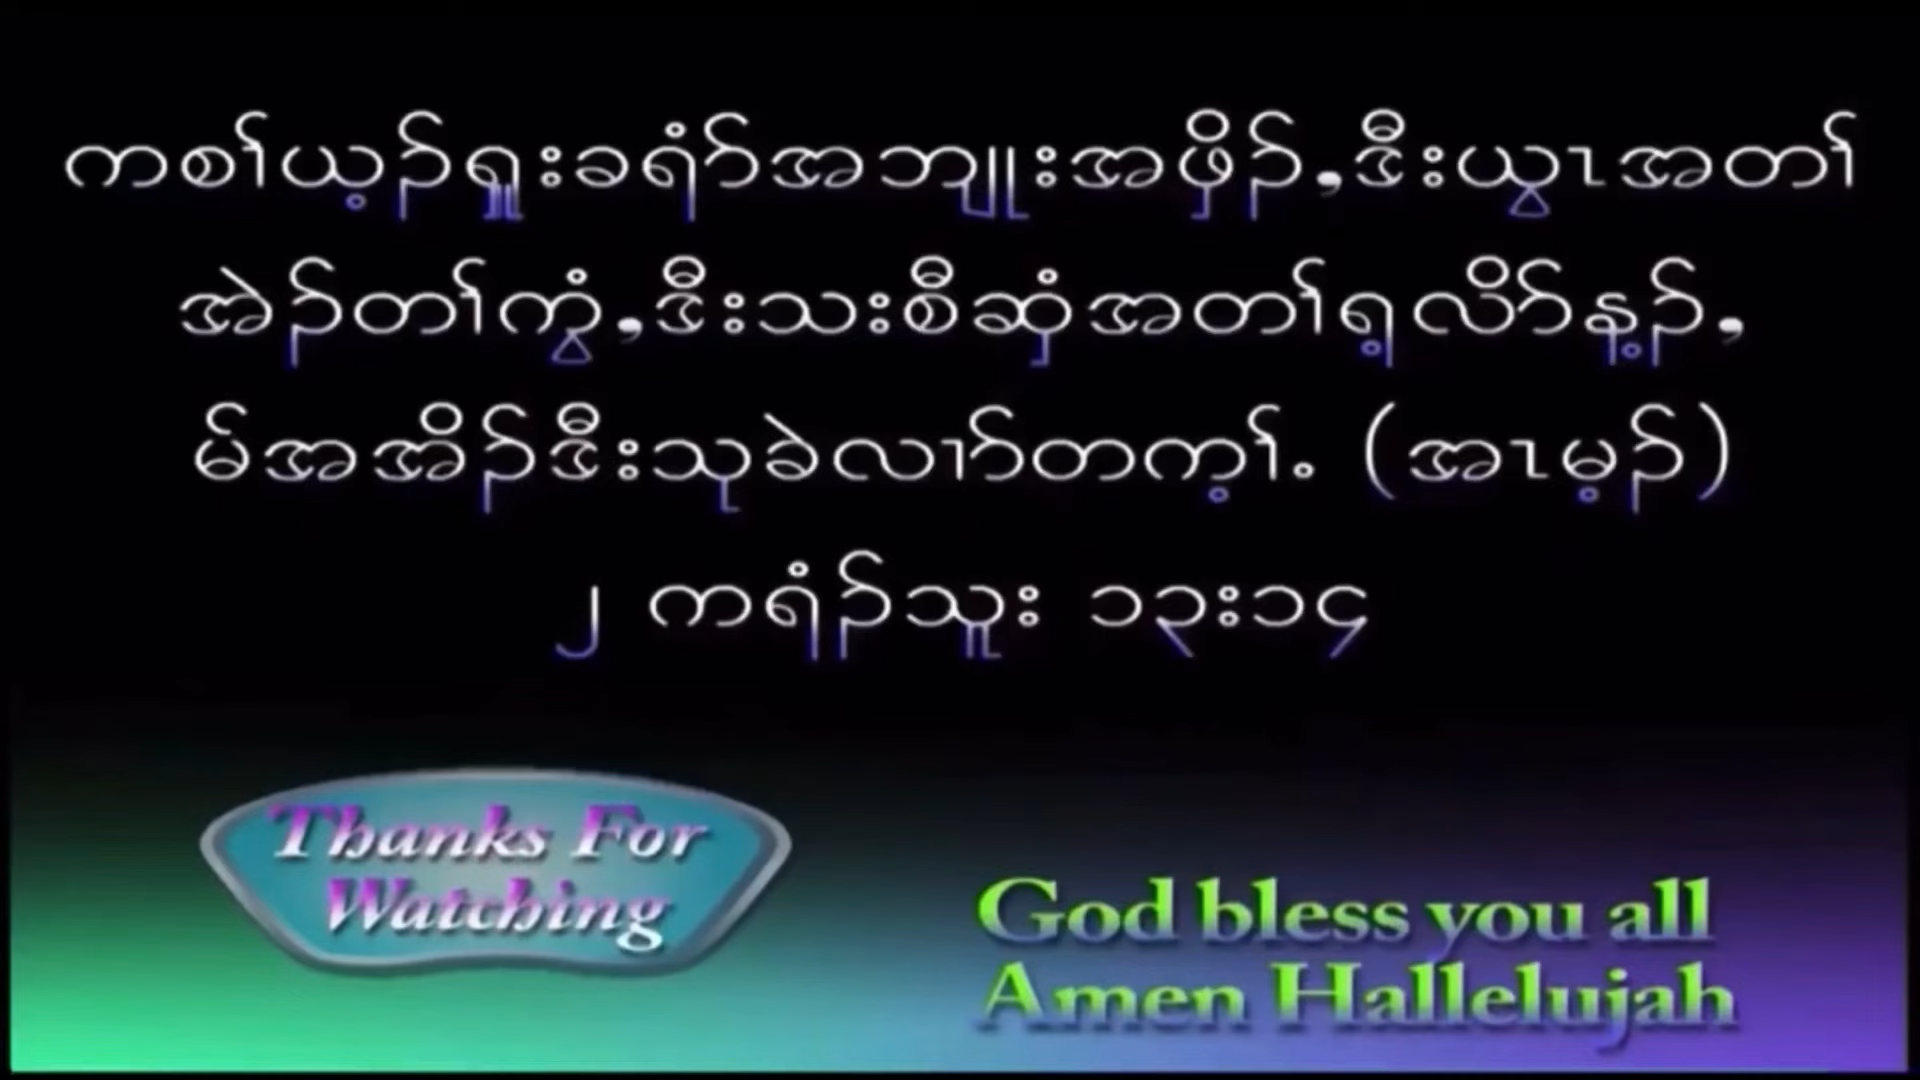 ကစၢ်ယ့ၣ်ရှူးခရံာ်အဘျုးအဖှိၣ်,ဒီးယွၤအတၢ်
အဲၣ်တၢ်ကွံ,ဒီးသးစီဆှံအတၢ်ရ့လိာ်န့ၣ်,
မ်အအိၣ်ဒီးသုခဲလၢာ်တက့ၢ်. (အၤမ့ၣ်)
၂ ကရံၣ်သူး ၁၃း၁၄
Thanks For
Watching
God bless you all
Amen Hallelujah